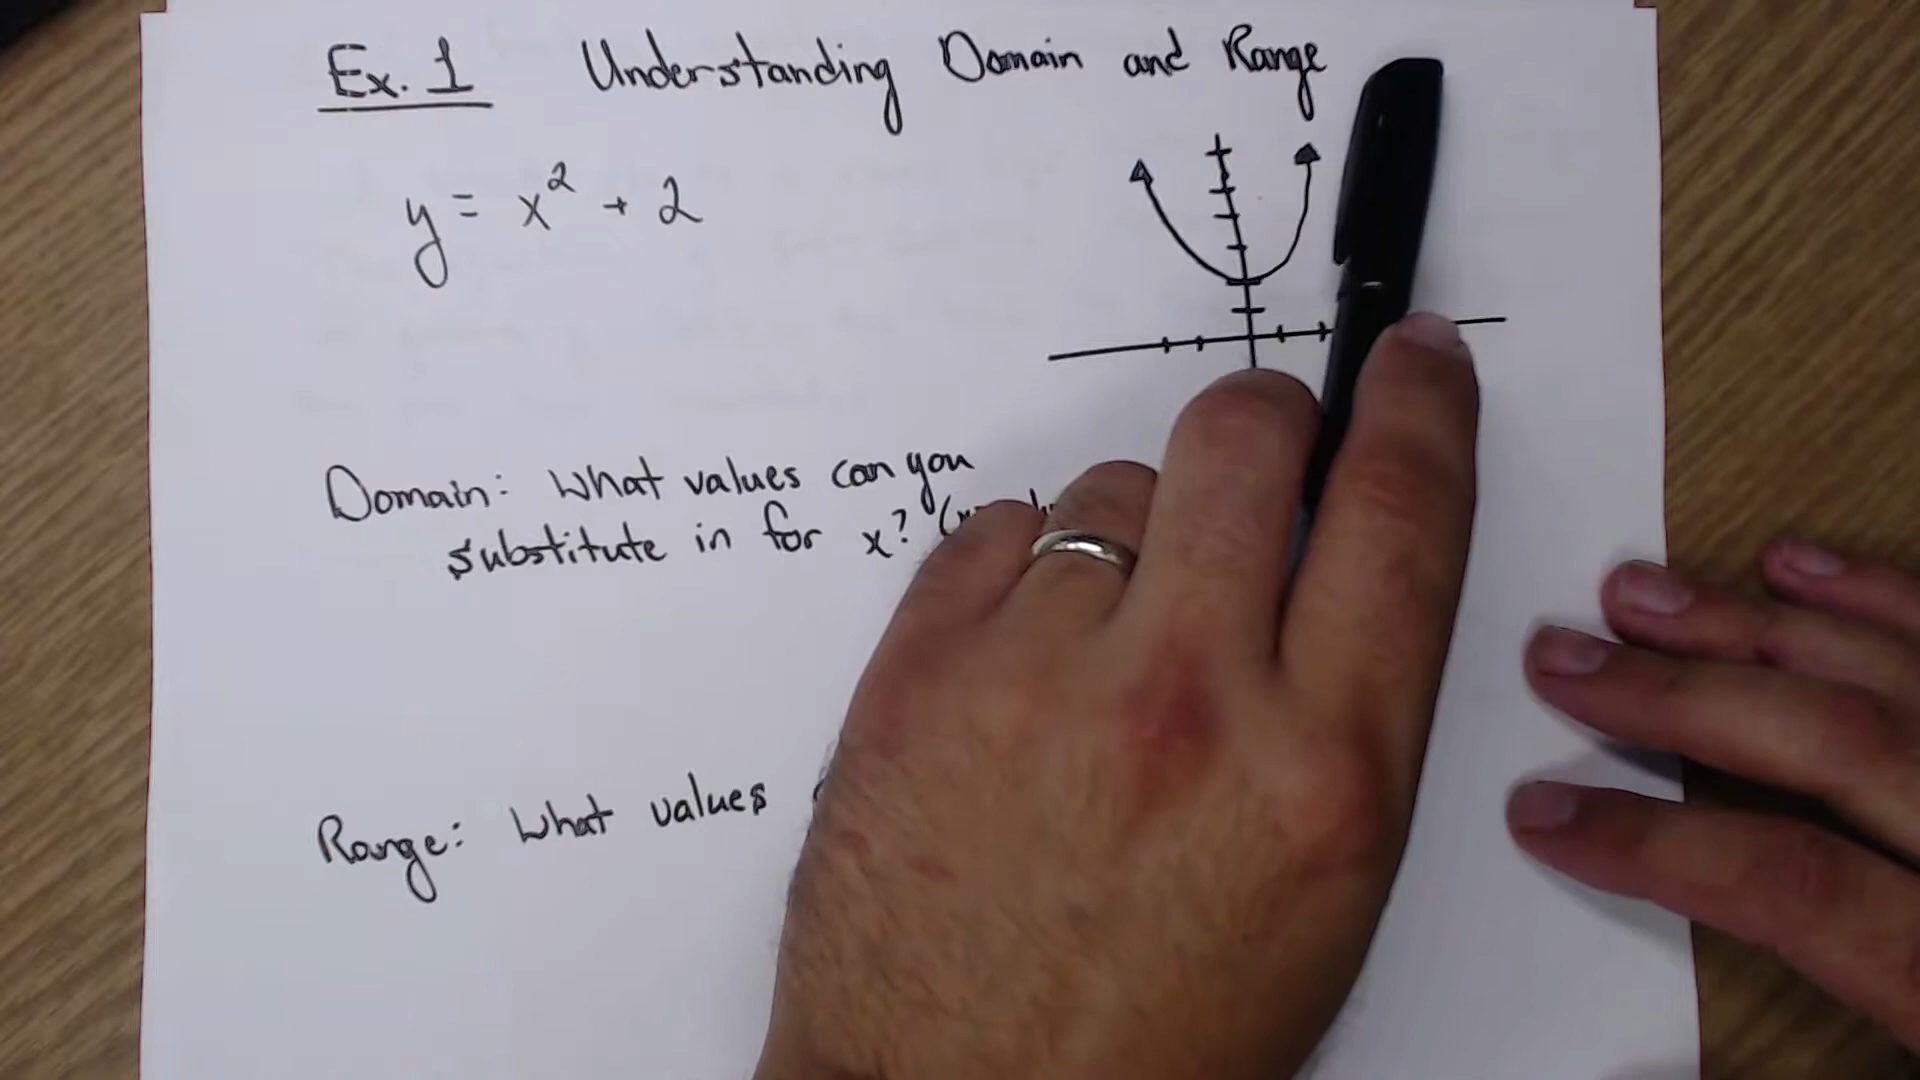 Ex. 1 Understanding Domain and Range
y = x² + 2
Domain: What values can you
substitute in for x?
Range: What values